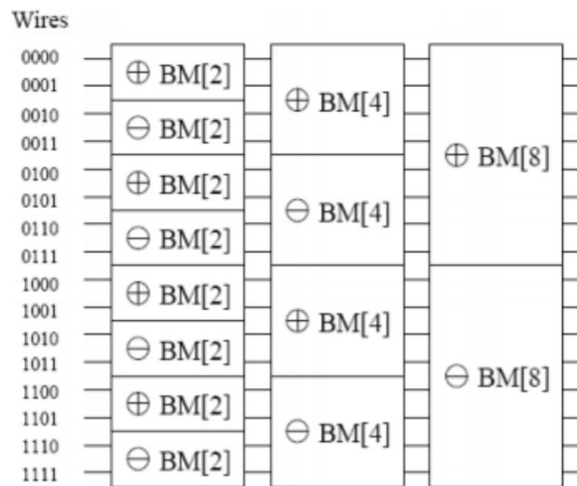 Wires
0000
0001
0010
0011
0100
0101
0110
0111
1000
1001
1010
1011
1100
1101
1110
1111
⊕ BM[2]
⊖ BM[2]
⊕ BM[2]
⊖ BM[2]
⊕ BM[2]
⊖ BM[2]
⊕ BM[2]
⊖ BM[2]
⊕ BM[4]
⊖ BM[4]
⊕ BM[4]
⊖ BM[4]
⊕ BM[8]
⊖ BM[8]